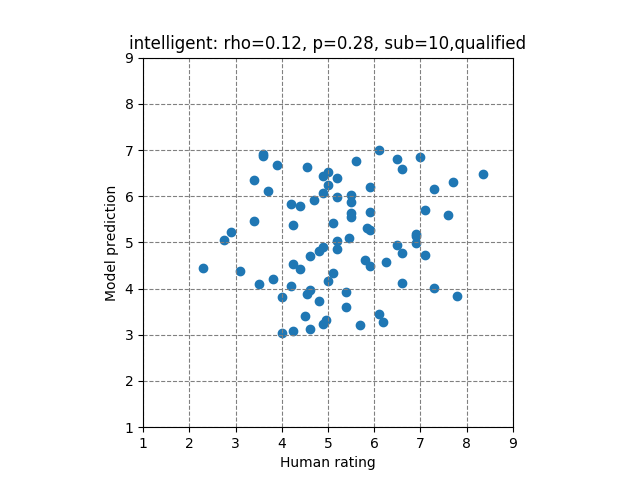 intelligent: rho=0.12, p=0.28, sub=10,qualified
9
8
7
6
5
4
3
2
1
Model prediction
1 2 3 4 5 6 7 8 9
Human rating